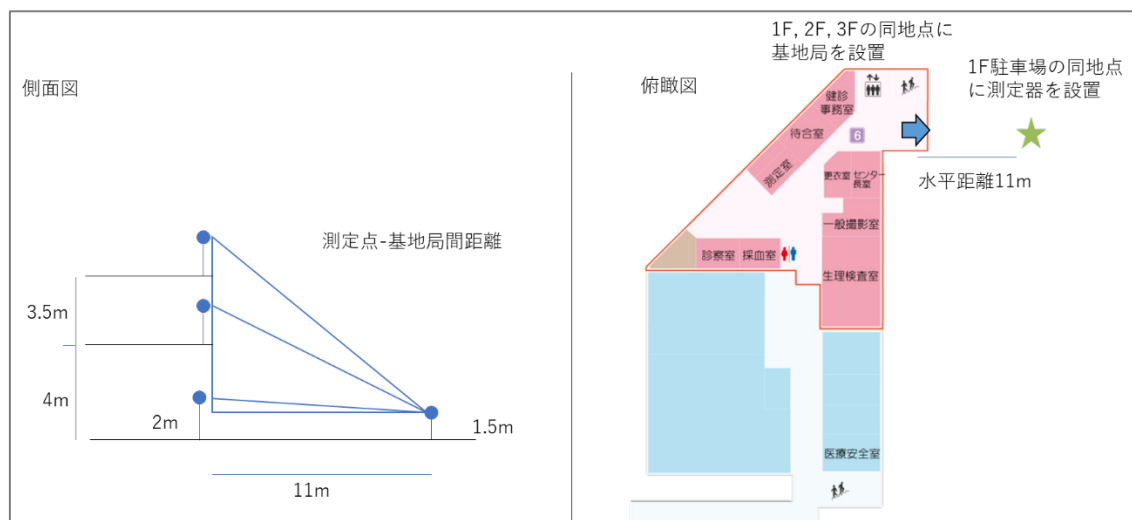 側面図
測定点-基地局間距離
3.5m
4m
2m
1.5m
11m
1F, 2F, 3Fの同地点に
基地局を設置
俯瞰図
1F駐車場の同地点
に測定器を設置
健診
事務室
待合室
6
測定室
更衣室
センター
長室
水平距離11m
一般撮影室
診察室
採血室
生理検査室
医療安全室